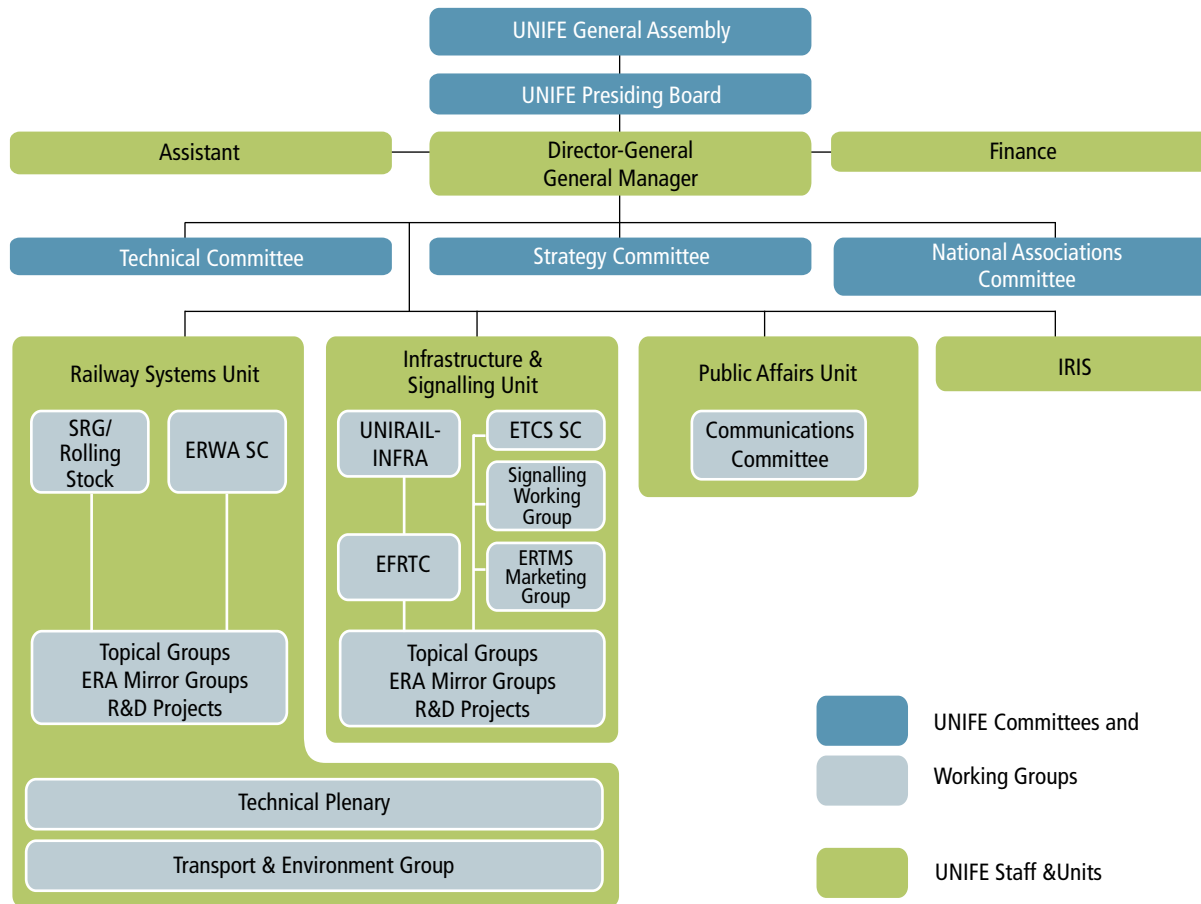 UNIFE General Assembly
UNIFE Presiding Board
Assistant
Director-General
General Manager
Finance
Technical Committee
Strategy Committee
National Associations
Committee
Railway Systems Unit
SRG/
Rolling
Stock
ERWA SC
Topical Groups
ERA Mirror Groups
R&D Projects
Infrastructure &
Signalling Unit
UNIRAIL-
INFRA
EFRTC
ETCS SC
Signalling
Working
Group
ERTMS
Marketing
Group
Topical Groups
ERA Mirror Groups
R&D Projects
Public Affairs Unit
Communications
Committee
IRIS
Technical Plenary
Transport & Environment Group
UNIFE Committees and
Working Groups
UNIFE Staff &Units